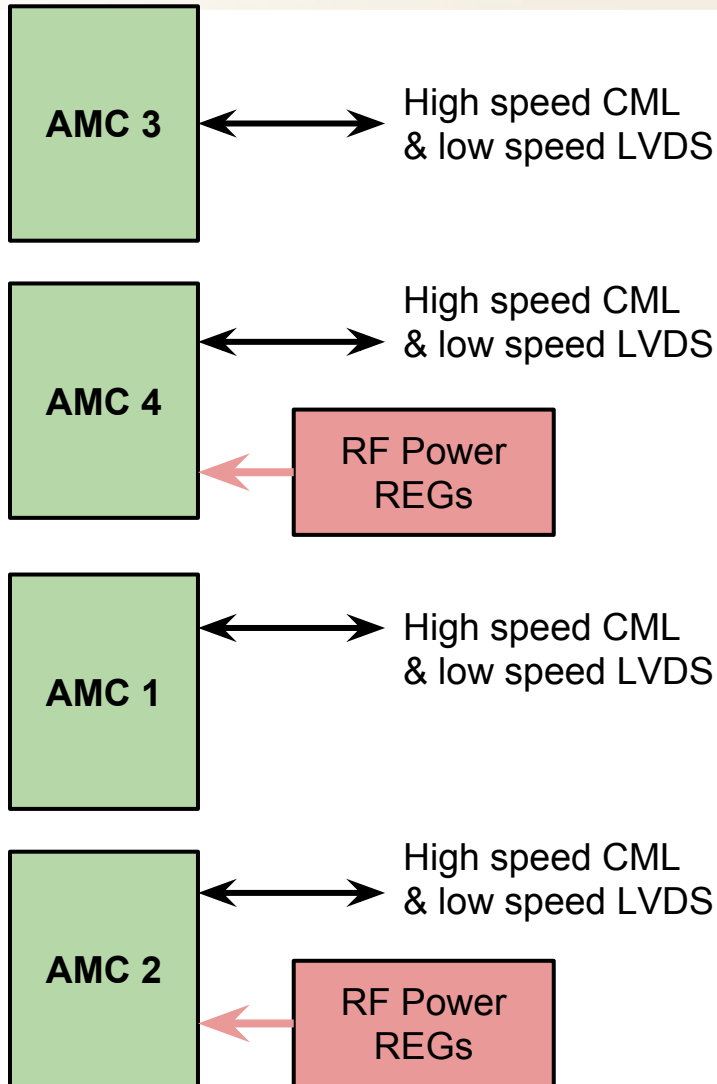 AMC 3
High speed CML
& low speed LVDS
High speed CML
& low speed LVDS
AMC 4
RF Power
REGs
AMC 1
High speed CML
& low speed LVDS
High speed CML
& low speed LVDS
AMC 2
RF Power
REGs